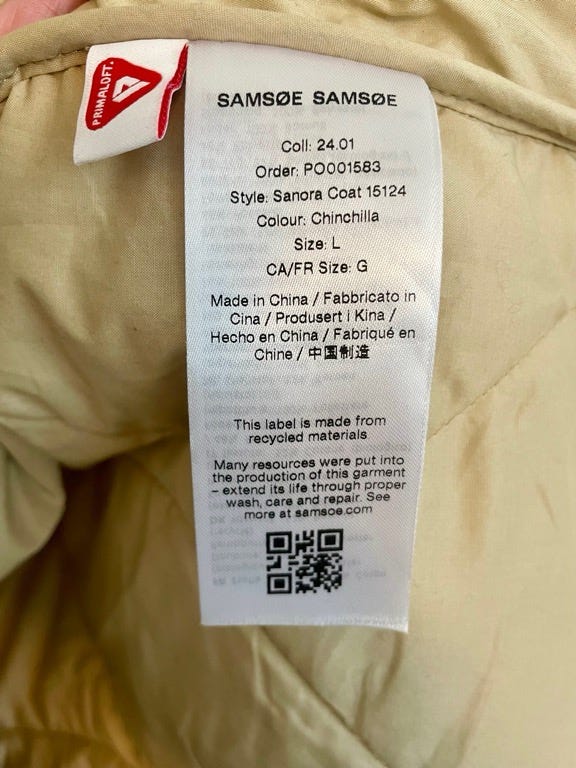 PRIMALOFT.
SAMSØE SAMSØE
Coll: 24.01
Order: PO001583
Style: Sanora Coat 15124
Colour: Chinchilla
Size: L
CA/FR Size: G
Made in China / Fabbricato in
Cina / Produsert i Kina /
Hecho en China / Fabriqué en
Chine / 中国制造
This label is made from
recycled materials
Many resources were put into
the production of this garment
– extend its life through proper
wash, care and repair. See
more at samsoe.com